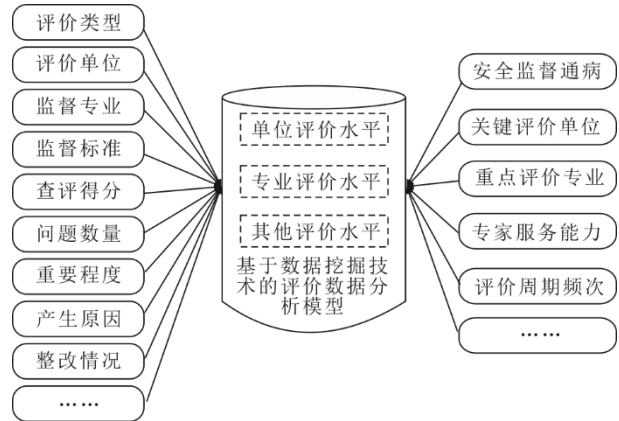 评价类型
评价单位
监督专业
监督标准
查评得分
问题数量
重要程度
产生原因
整改情况
……
单位评价水平
专业评价水平
其他评价水平
基于数据挖掘技
术的评价数据分
析模型
安全监督通病
关键评价单位
重点评价专业
专家服务能力
评价周期频次
……